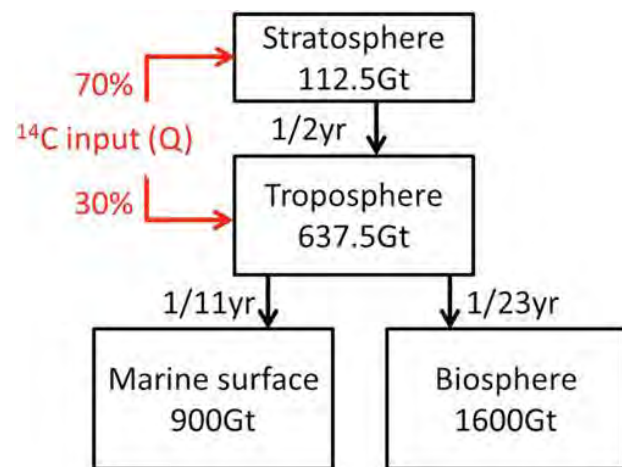 Stratosphere
112.5Gt
70%
1/2yr
¹⁴C input (Q)
Troposphere
637.5Gt
30%
1/11yr
1/23yr
Marine surface
900Gt
Biosphere
1600Gt